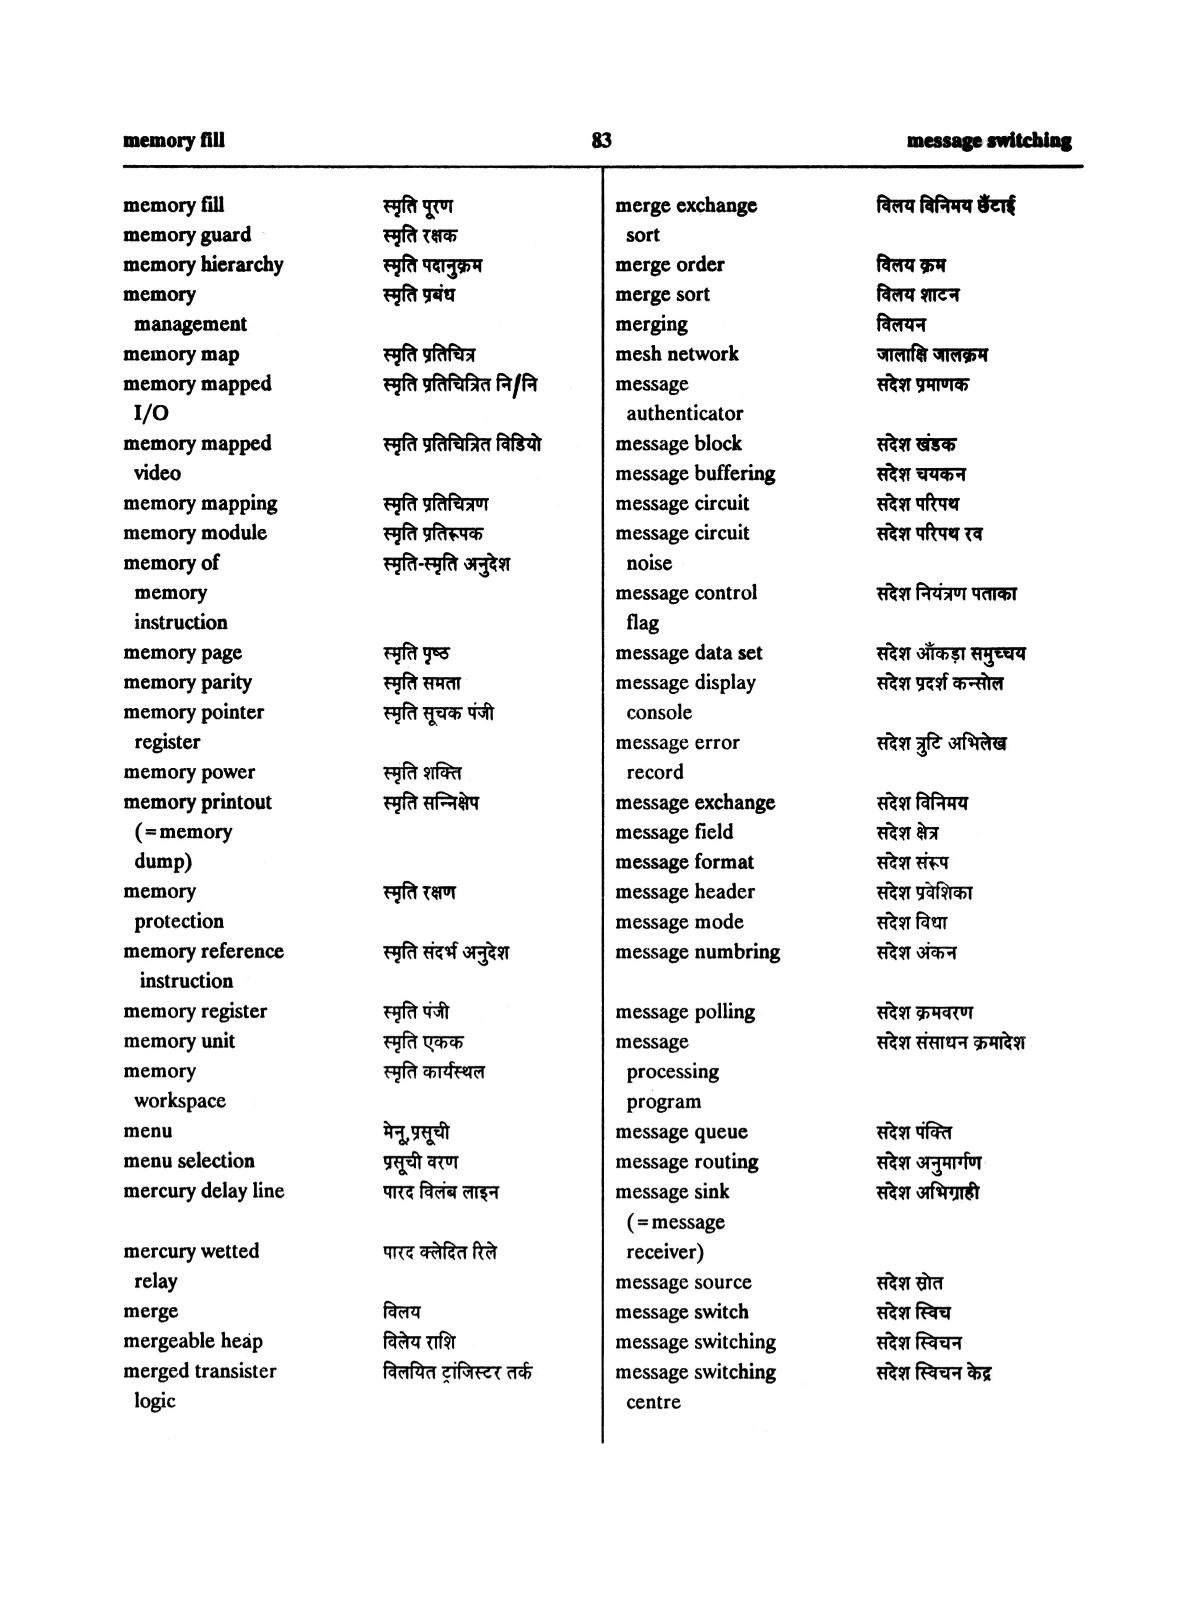 memory fill 83 message switching
memory fill स्मृति पूरण
memory guard स्मृति रक्षक
memory hierarchy स्मृति पदानुक्रम
memory स्मृति प्रबंध
management
memory map स्मृति प्रतिचित्र
memory mapped स्मृति प्रतिचित्रित नि/नि
I/O
memory mapped स्मृति प्रतिचित्रित विडियो
video
memory mapping स्मृति प्रतिचित्रण
memory module स्मृति प्रतिरूपक
memory of स्मृति-स्मृति अनुदेश
memory
instruction
memory page स्मृति पृष्ठ
memory parity स्मृति समता
memory pointer स्मृति सूचक पंजी
register
memory power स्मृति शक्ति
memory printout स्मृति सन्निक्षेप
(=memory
dump)
memory स्मृति रक्षण
protection
memory reference स्मृति संदर्भ अनुदेश
instruction
memory register स्मृति पंजी
memory unit स्मृति एकक
memory स्मृति कार्यस्थल
workspace
menu मेनू,प्रसूची
menu selection प्रसूची वरण
mercury delay line पारद विलंब लाइन
mercury wetted पारद क्लेदित रिले
relay
merge विलय
mergeable heap विलेय राशि
merged transister विलयित ट्रांजिस्टर तर्क
logic
merge exchange विलय विनिमय छँटाई
sort
merge order विलय क्रम
merge sort विलय शाटन
merging विलयन
mesh network जालाक्षि जालक्रम
message संदेश प्रमाणक
authenticator
message block संदेश खंडक
message buffering संदेश चयकन
message circuit संदेश परिपथ
message circuit संदेश परिपथ रव
noise
message control संदेश नियंत्रण पताका
flag
message data set संदेश आँकड़ा समुच्चय
message display संदेश प्रदर्श कन्सोल
console
message error संदेश त्रुटि अभिलेख
record
message exchange संदेश विनिमय
message field संदेश क्षेत्र
message format संदेश संरूप
message header संदेश प्रवेशिका
message mode संदेश विधा
message numbring संदेश अंकन
message polling संदेश क्रमवरण
message संदेश संसाधन क्रमादेश
processing
program
message queue संदेश पंक्ति
message routing संदेश अनुमार्गण
message sink संदेश अभिग्राही
(=message
receiver)
message source संदेश स्रोत
message switch संदेश स्विच
message switching संदेश स्विचन
message switching संदेश स्विचन केंद्र
centre